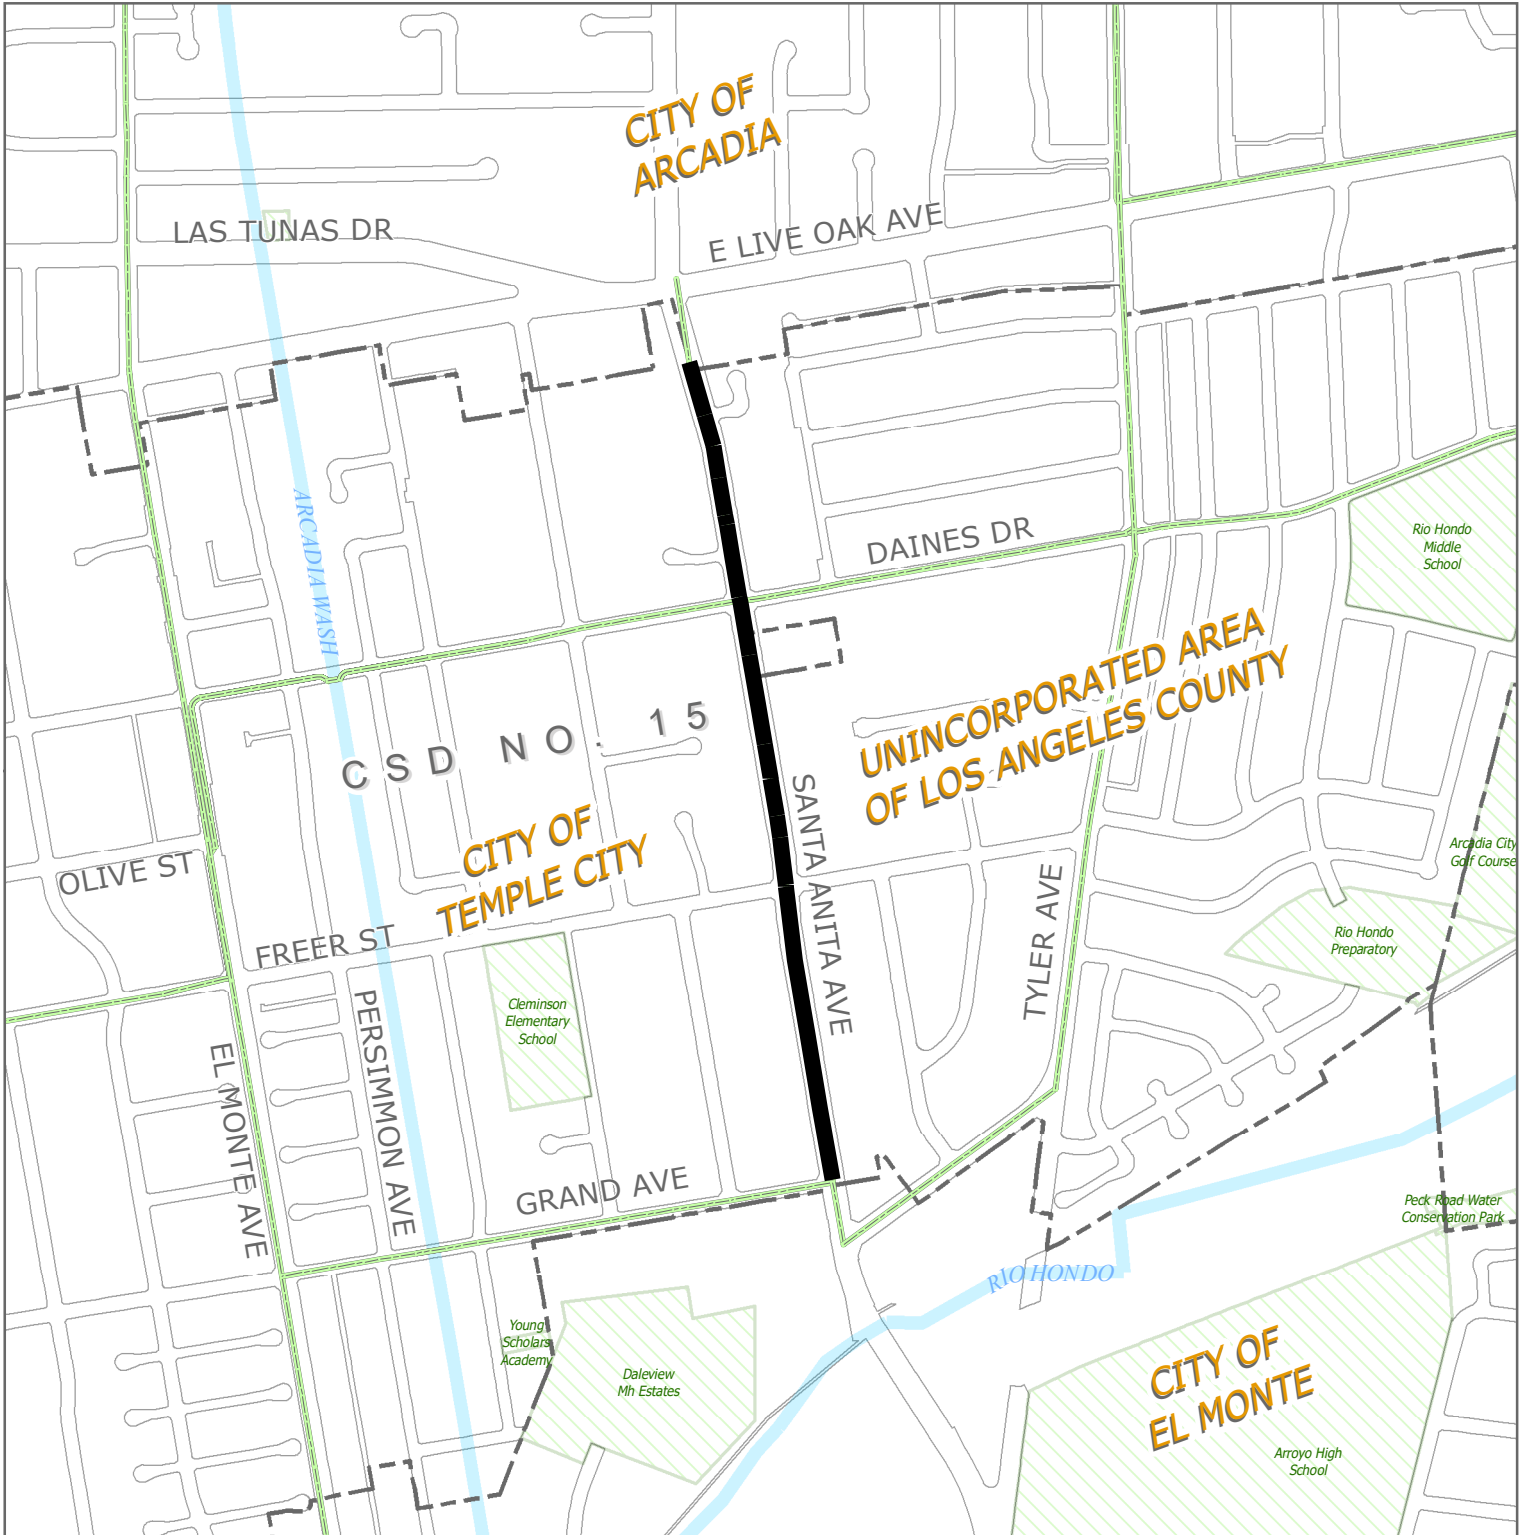 CITY OF
ARCADIA
LAS TUNAS DR
E LIVE OAK AVE
ARCADIA WASH
DAINES DR
Rio Hondo
Middle
School
UNINCORPORATED AREA
OF LOS ANGELES COUNTY
CSD NO. 15
SANTA ANITA AVE
CITY OF
TEMPLE CITY
OLIVE ST
Arcadia City
Golf Course
TYLER AVE
FREER ST
Rio Hondo
Preparatory
Cleminson
Elementary
School
PERSIMMON AVE
EL MONTE AVE
GRAND AVE
Peck Road Water
Conservation Park
RIO HONDO
Young
Scholars
Academy
Daleview
Mh Estates
CITY OF
EL MONTE
Arroyo High
School